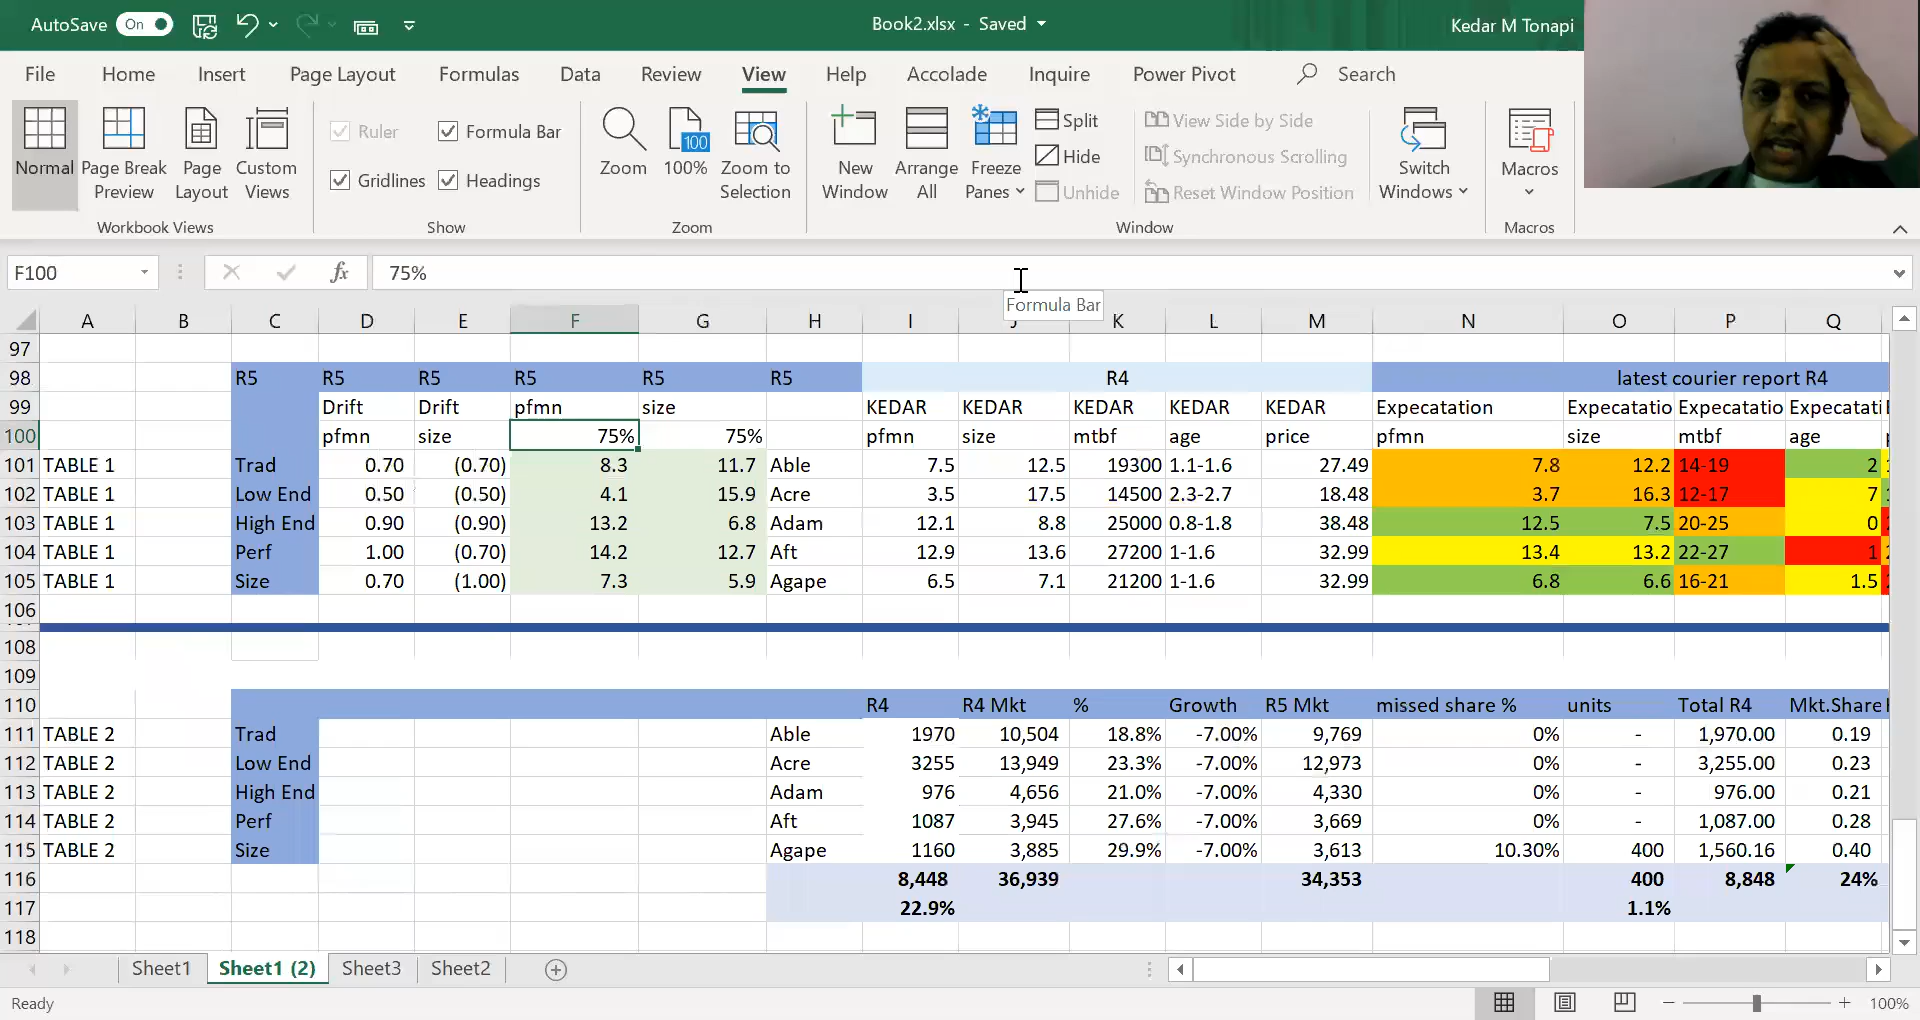 AutoSave On Book2.xlsx - Saved Kedar M Tonapi
File Home Insert Page Layout Formulas Data Review View Help Accolade Inquire Power Pivot Search
Normal Page Break Preview Page Layout Custom Views
Workbook Views
Ruler Formula Bar
Gridlines Headings
Show
Zoom 100 100% Zoom to Selection
Zoom
New Window Arrange All Freeze Panes
Split
Hide
Unhide
View Side by Side
Synchronous Scrolling
Reset Window Position
Switch Windows
Window
Macros
Macros
F100 fx 75%
Formula Bar
A B C D E F G H I J K L M N O P Q
97
98 R5 R5 R5 R5 R5 R5 R4 latest courier report R4
99 Drift Drift pfmn size KEDAR KEDAR KEDAR KEDAR KEDAR Expecatation Expecatatio Expecatatio Expecatati
100 pfmn size 75% 75% pfmn size mtbf age price pfmn size mtbf age
101 TABLE 1 Trad 0.70 (0.70) 8.3 11.7 Able 7.5 12.5 19300 1.1-1.6 27.49 7.8 12.2 14-19 2
102 TABLE 1 Low End 0.50 (0.50) 4.1 15.9 Acre 3.5 17.5 14500 2.3-2.7 18.48 3.7 16.3 12-17 7
103 TABLE 1 High End 0.90 (0.90) 13.2 6.8 Adam 12.1 8.8 25000 0.8-1.8 38.48 12.5 7.5 20-25 0
104 TABLE 1 Perf 1.00 (0.70) 14.2 12.7 Aft 12.9 13.6 27200 1-1.6 32.99 13.4 13.2 22-27 1
105 TABLE 1 Size 0.70 (1.00) 7.3 5.9 Agape 6.5 7.1 21200 1-1.6 32.99 6.8 6.6 16-21 1.5
106
108
109
110 R4 R4 Mkt % Growth R5 Mkt missed share % units Total R4 Mkt.Share
111 TABLE 2 Trad Able 1970 10,504 18.8% -7.00% 9,769 0% - 1,970.00 0.19
112 TABLE 2 Low End Acre 3255 13,949 23.3% -7.00% 12,973 0% - 3,255.00 0.23
113 TABLE 2 High End Adam 976 4,656 21.0% -7.00% 4,330 0% - 976.00 0.21
114 TABLE 2 Perf Aft 1087 3,945 27.6% -7.00% 3,669 0% - 1,087.00 0.28
115 TABLE 2 Size Agape 1160 3,885 29.9% -7.00% 3,613 10.30% 400 1,560.16 0.40
116 8,448 36,939 34,353 400 8,848 24%
117 22.9% 1.1%
118
Sheet1 Sheet1 (2) Sheet3 Sheet2
Ready 100%